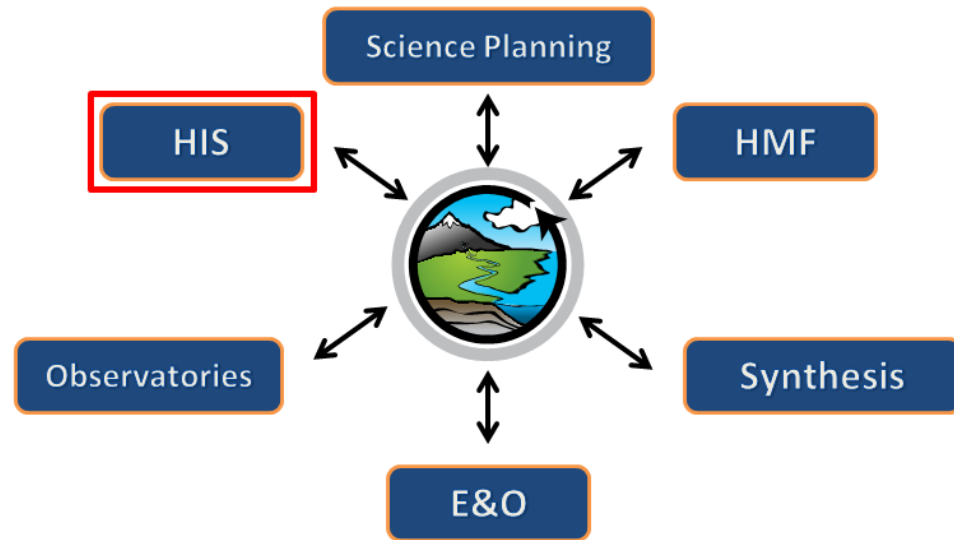 Science Planning
HIS
HMF
Observatories
Synthesis
E&O